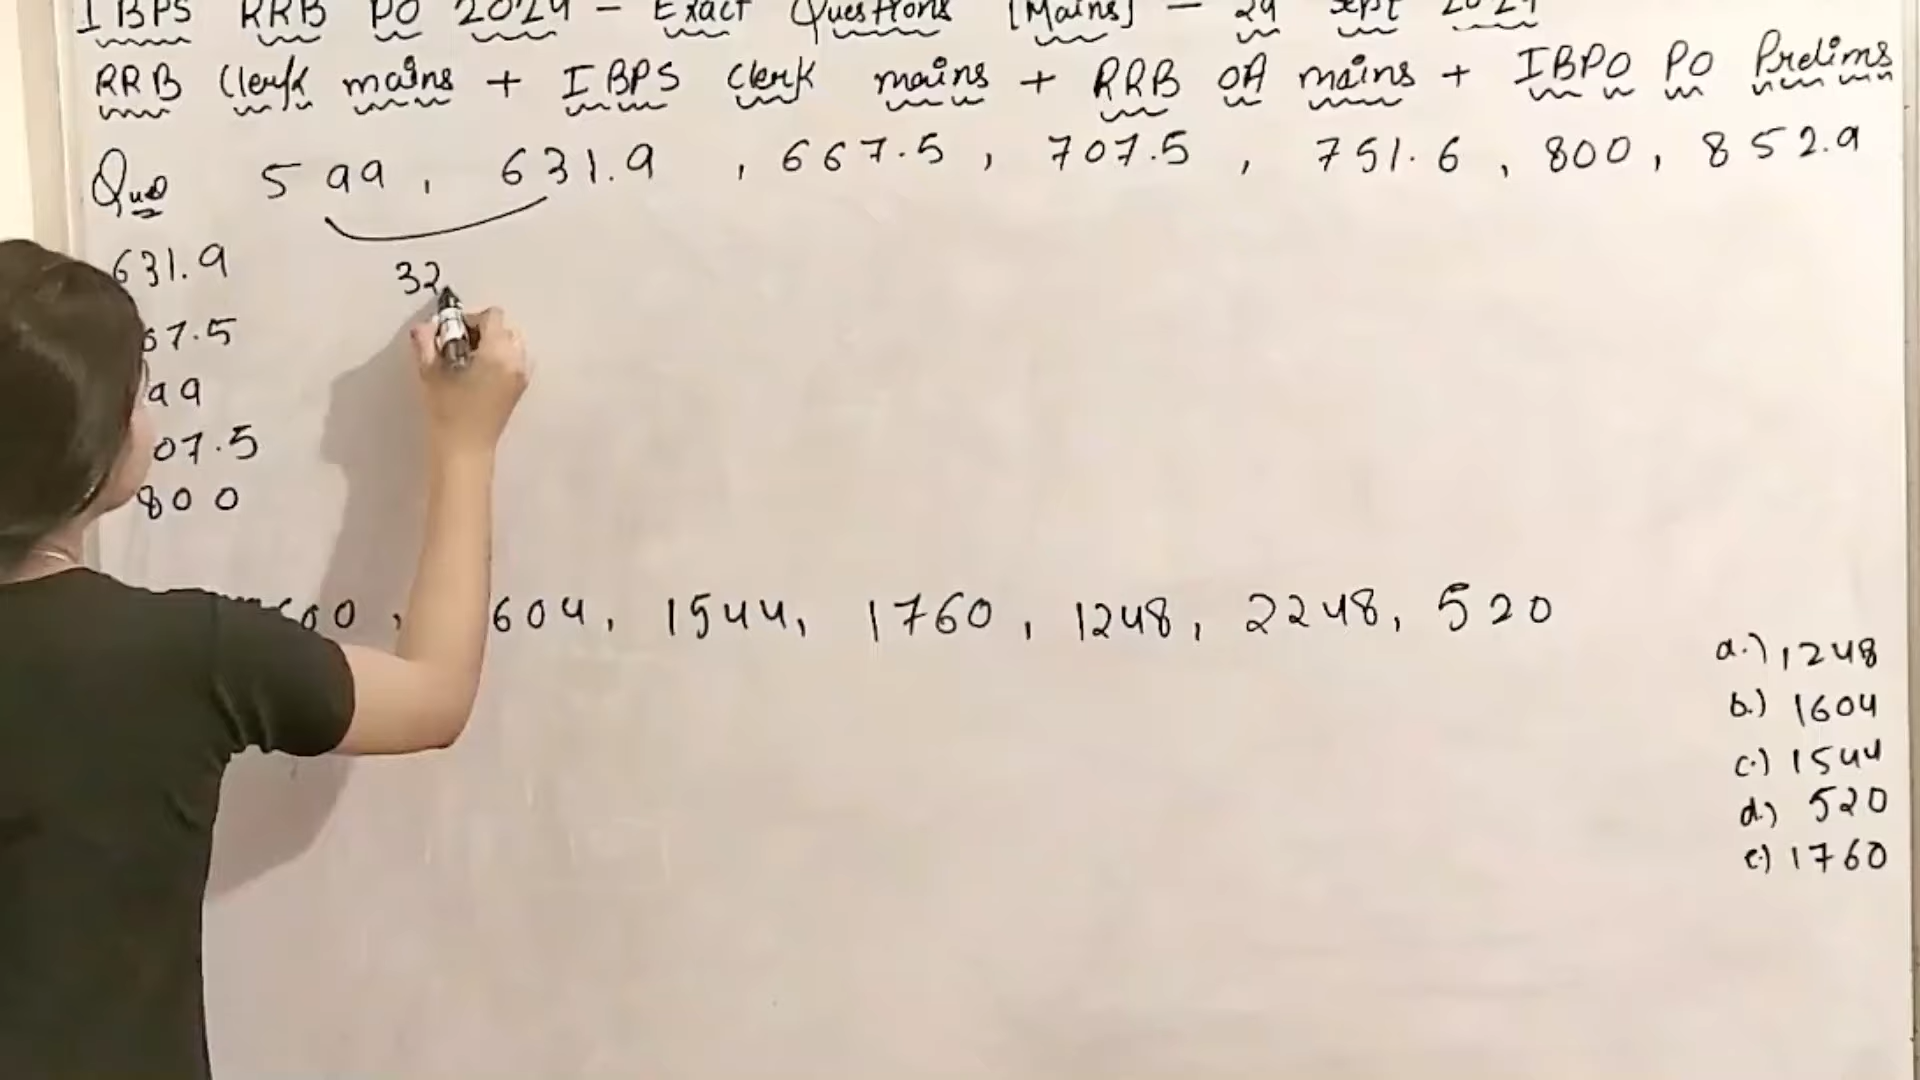 IBPS RRB PO 2024 - Exact Questions [Mains] - 29 Sept 2024
RRB Clerk mains + IBPS Clerk mains + RRB OA mains + IBPO PO Prelims
Que 599, 631.9, 667.5, 707.5, 751.6, 800, 852.9
32
631.9
67.5
99
07.5
800
604, 1544, 1760, 1248, 2248, 520
a.) 1248
b.) 1604
c.) 1544
d.) 520
e.) 1760